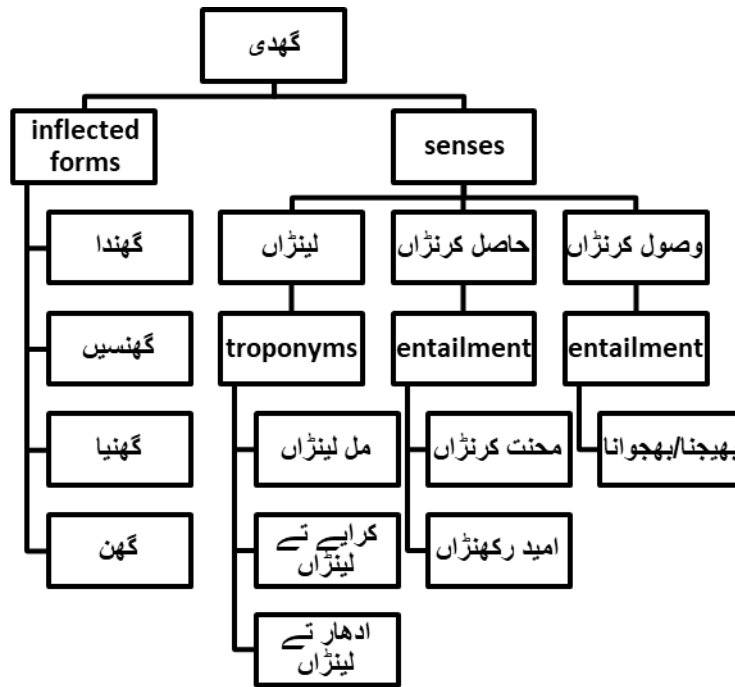 گھدی
inflected
forms
senses
گھندا
لینڑاں
حاصل کرنڑاں
وصول کرنڑاں
گھنسیں
troponyms
entailment
entailment
گھنیا
مل لینڑاں
محنت کرنڑاں
بھیجنا/بھجوانا
گھن
کرایے تے
لینڑاں
امید رکھنڑاں
ادھار تے
لینڑاں